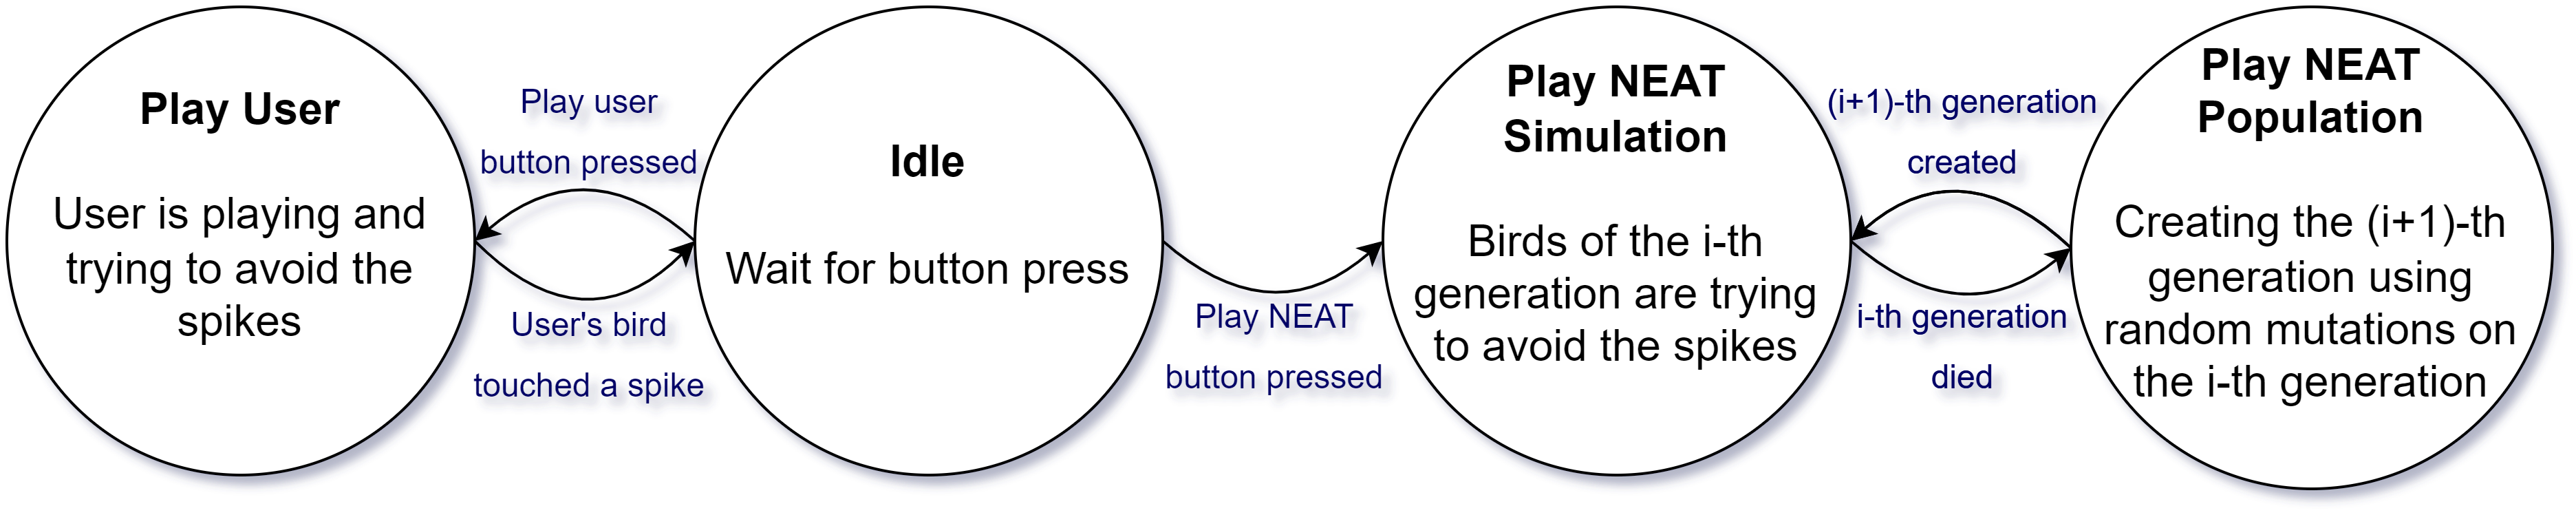 Play User
User is playing and
trying to avoid the
spikes
Play user
button pressed
User's bird
touched a spike
Idle
Wait for button press
Play NEAT
button pressed
Play NEAT
Simulation
Birds of the i-th
generation are trying
to avoid the spikes
(i+1)-th generation
created
i-th generation
died
Play NEAT
Population
Creating the (i+1)-th
generation using
random mutations on
the i-th generation